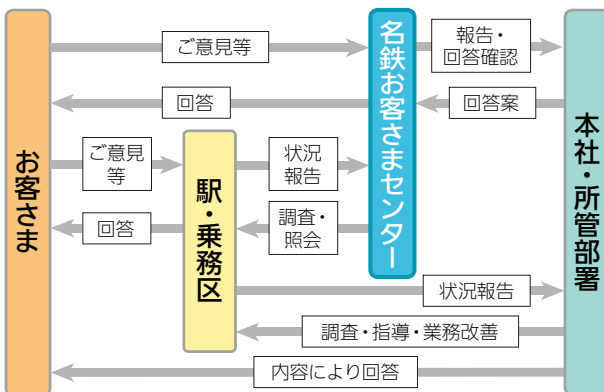 ご意見等
報告・
回答確認
回答
回答案
お客さま
ご意見
等
回答
駅・乗務区
状況
報告
調査・
照会
名鉄お客さまセンター
本社・所管部署
状況報告
調査・指導・業務改善
内容により回答